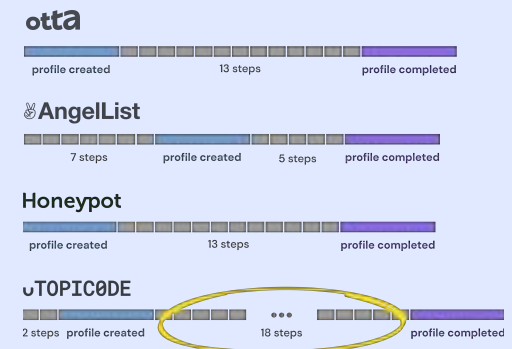 otta
profile created 13 steps profile completed
AngelList
7 steps profile created 5 steps profile completed
Honeypot
profile created 13 steps profile completed
UTOPIC0DE
2 steps profile created 18 steps profile completed